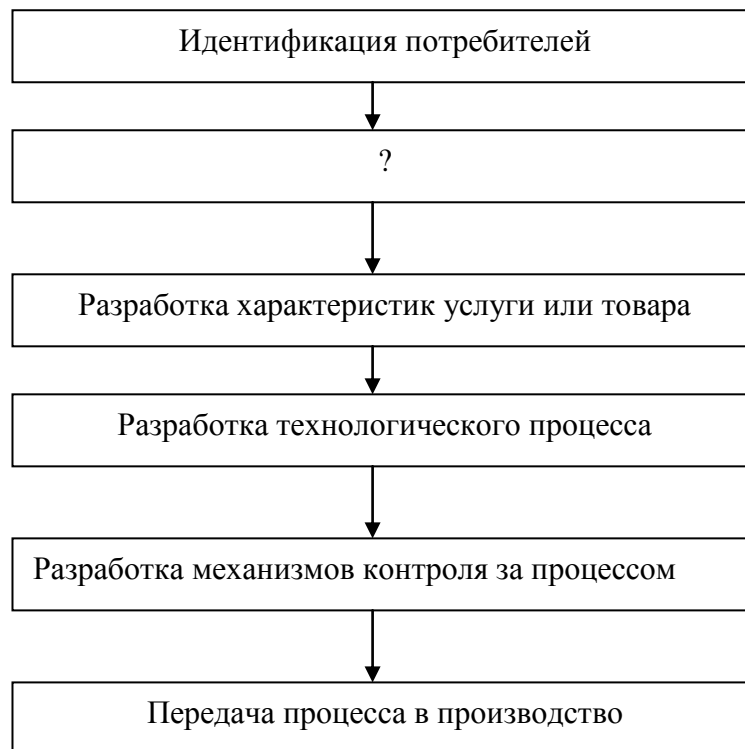 Идентификация потребителей
?
Разработка характеристик услуги или товара
Разработка технологического процесса
Разработка механизмов контроля за процессом
Передача процесса в производство